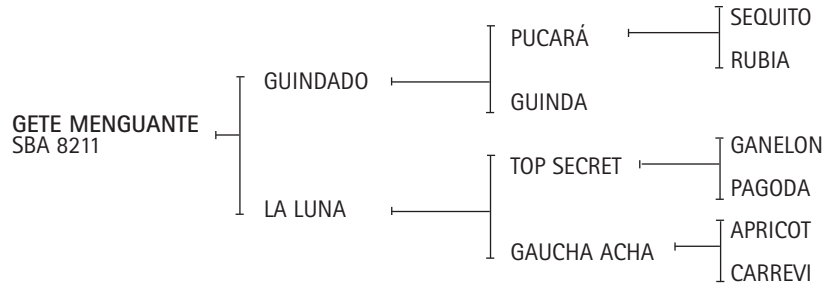 GETE MENGUANTE
SBA 8211
GUINDADO
LA LUNA
PUCARÁ
GUINDA
TOP SECRET
GAUCHA ACHA
SEQUITO
RUBIA
GANELON
PAGODA
APRICOT
CARREVI